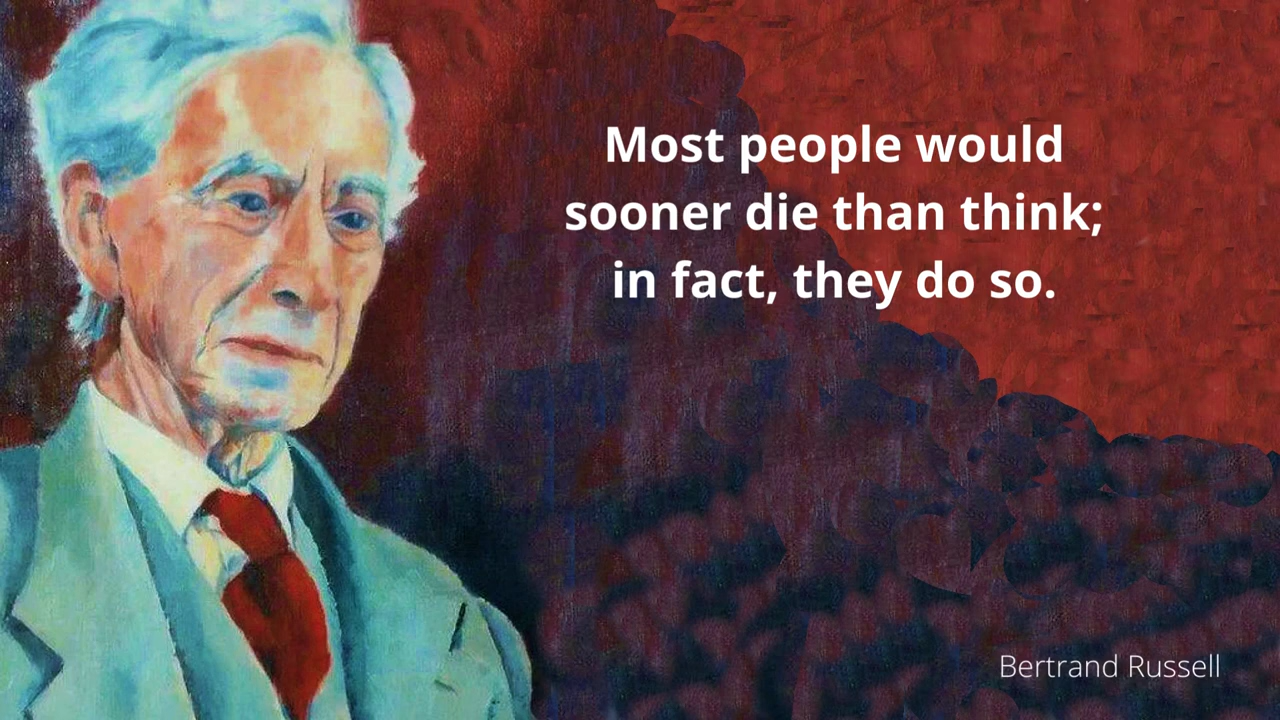 Most people would
sooner die than think;
in fact, they do so.
Bertrand Russell